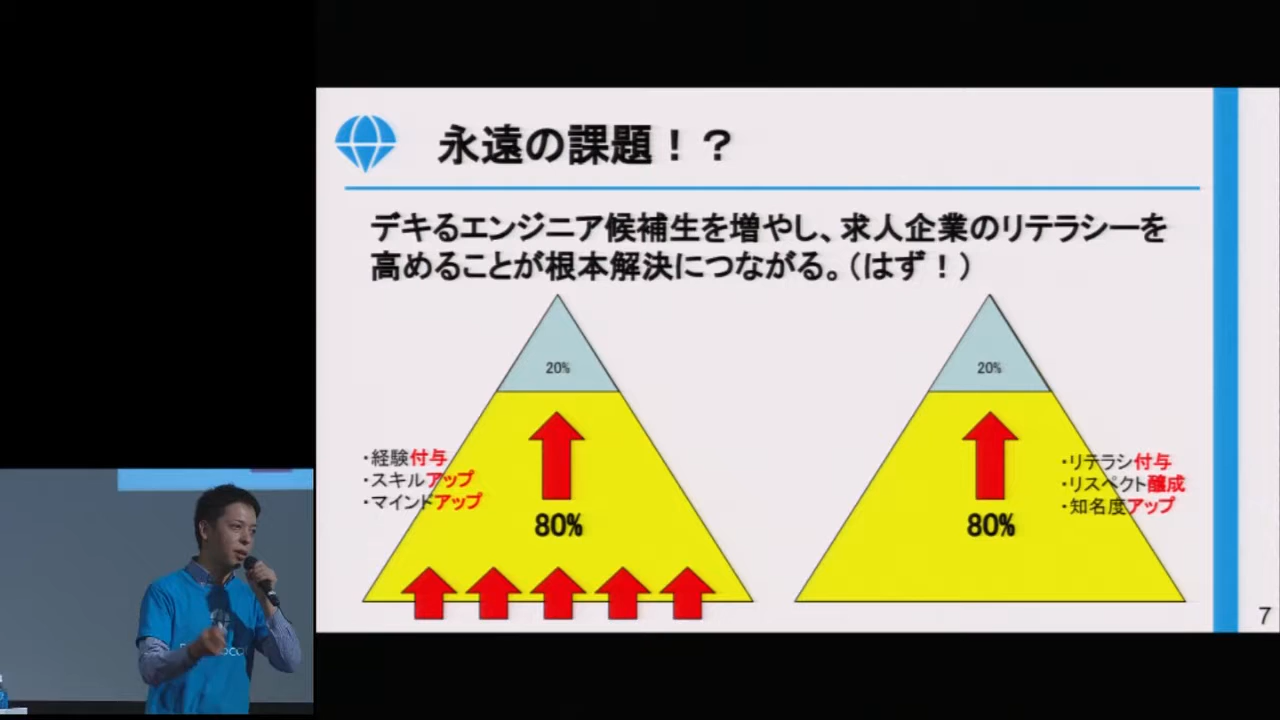 永遠の課題！？
デキるエンジニア候補生を増やし、求人企業のリテラシーを
高めることが根本解決につながる。（はず！）
20%
・経験付与
・スキルアップ
・マインドアップ
80%
20%
・リテラシ付与
・リスペクト醸成
・知名度アップ
80%
7